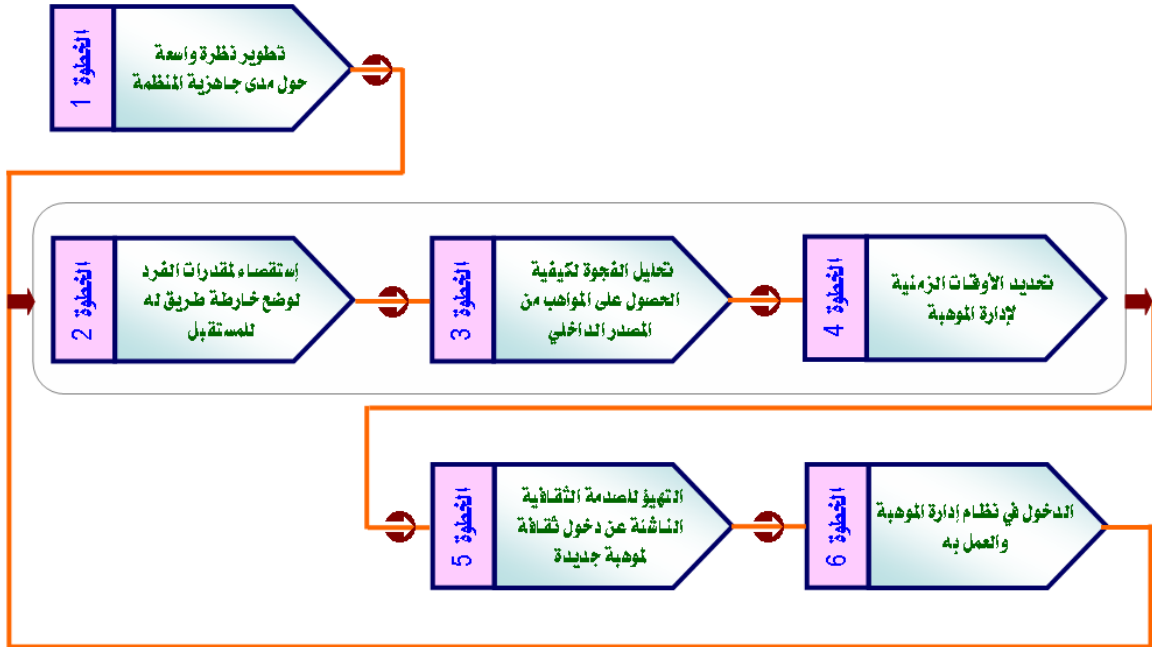 الخطوة 1
تطوير نظرة واسعة
حول مدى جاهزية المنظمة
الخطوة 2
إستقصاء لمقدرات الفرد
لوضع خارطة طريق له
للمستقبل
الخطوة 3
تحليل الفجوة لكيفية
الحصول على المواهب من
المصدر الداخلي
الخطوة 4
تحديد الأوقات الزمنية
لإدارة الموهبة
الخطوة 5
التهيؤ للصدمة الثقافية
الناشئة عن دخول ثقافة
لموهبة جديدة
الخطوة 6
الدخول في نظام إدارة الموهبة
والعمل به